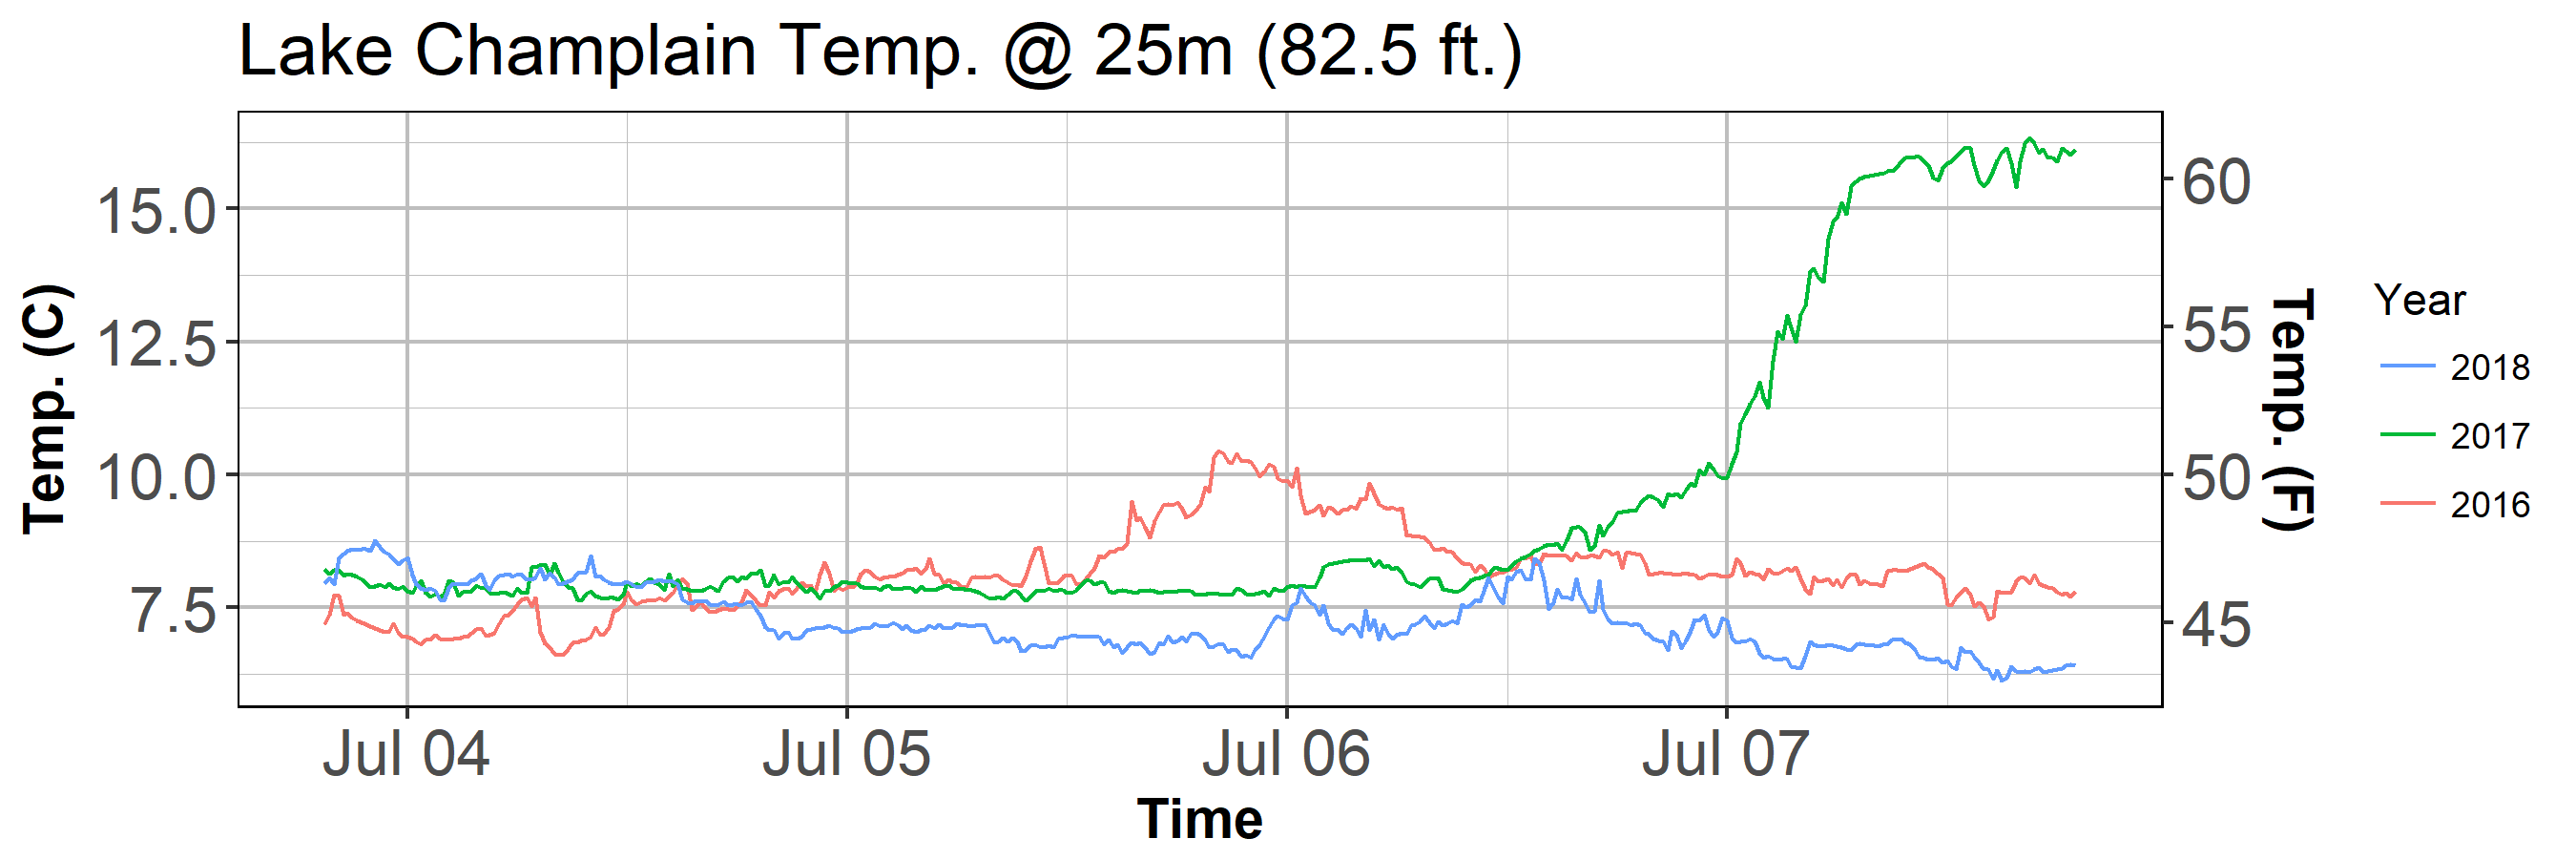 Lake Champlain Temp. @ 25m (82.5 ft.)
Temp. (C)
15.0
12.5
10.0
7.5
60
55
50
45
Temp. (F)
Jul 04
Jul 05
Jul 06
Jul 07
Time
Year
2018
2017
2016